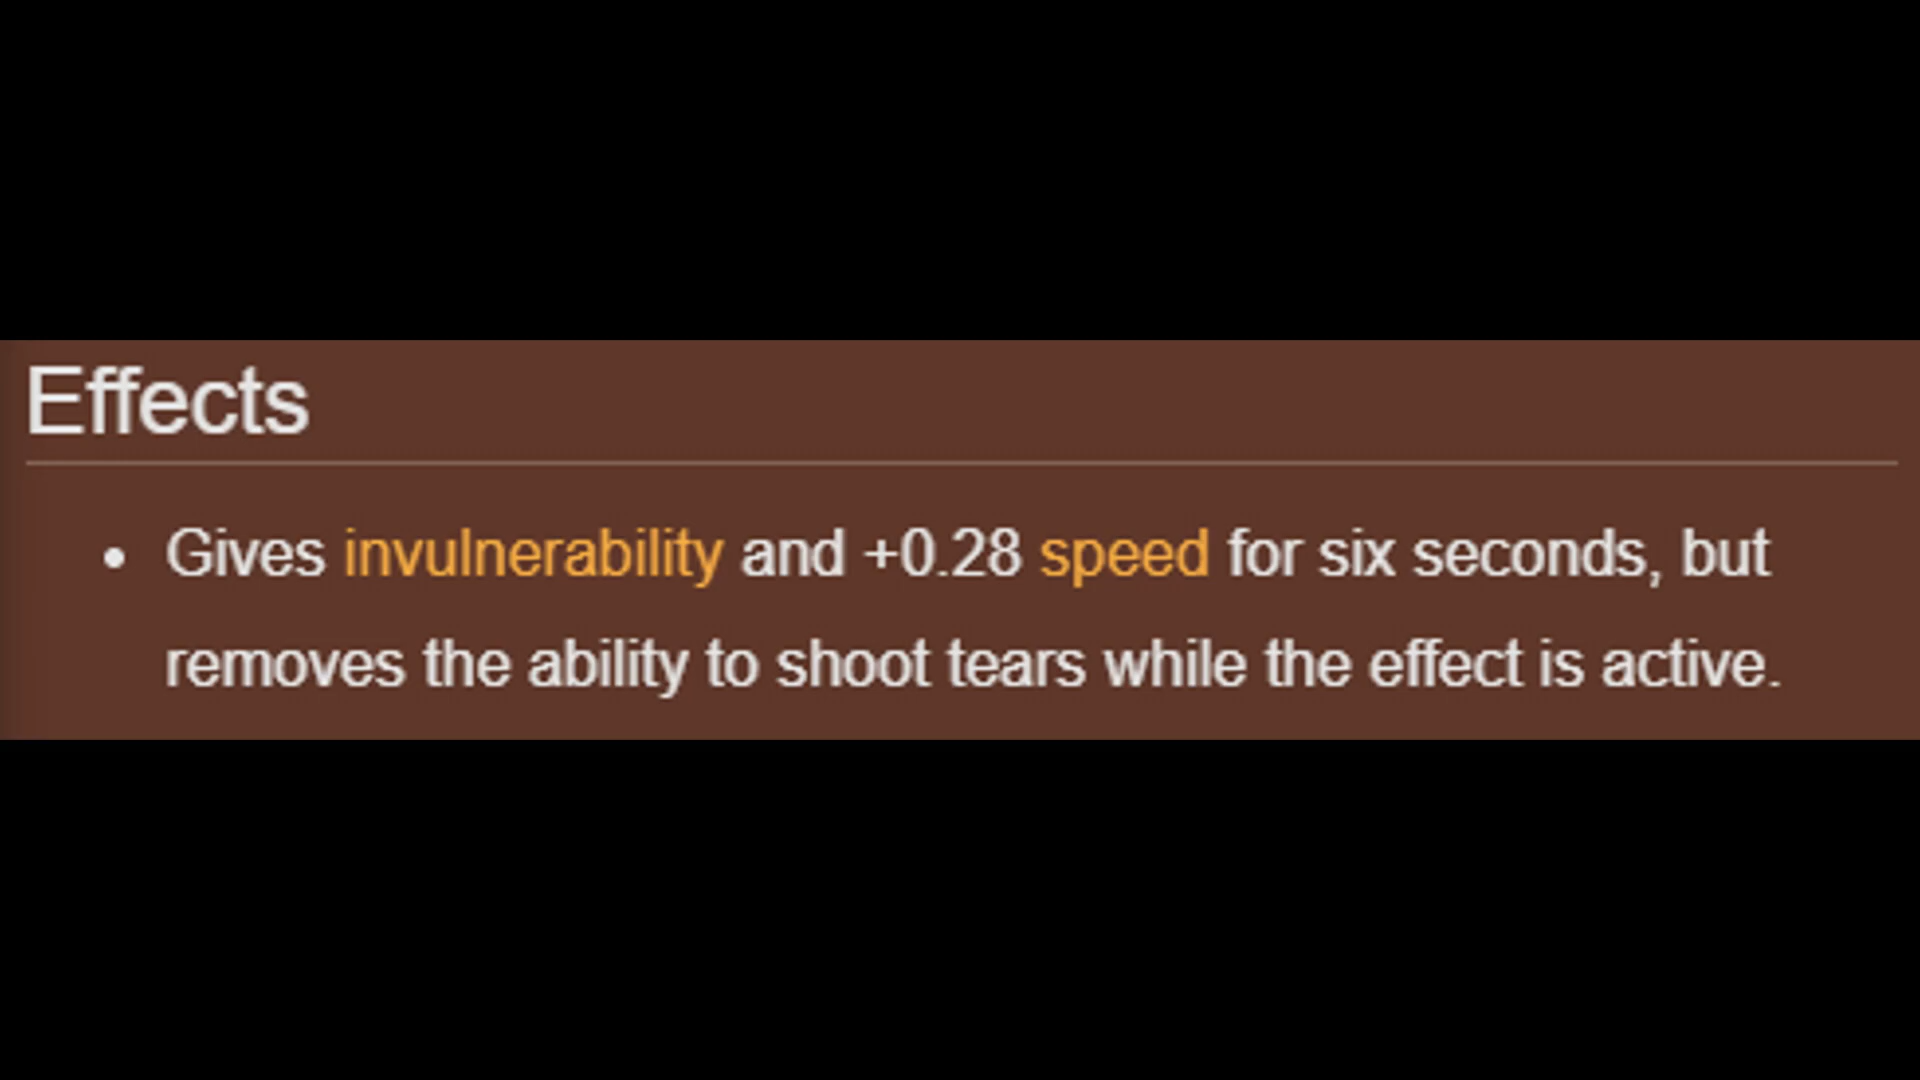 Effects
• Gives invulnerability and +0.28 speed for six seconds, but
removes the ability to shoot tears while the effect is active.